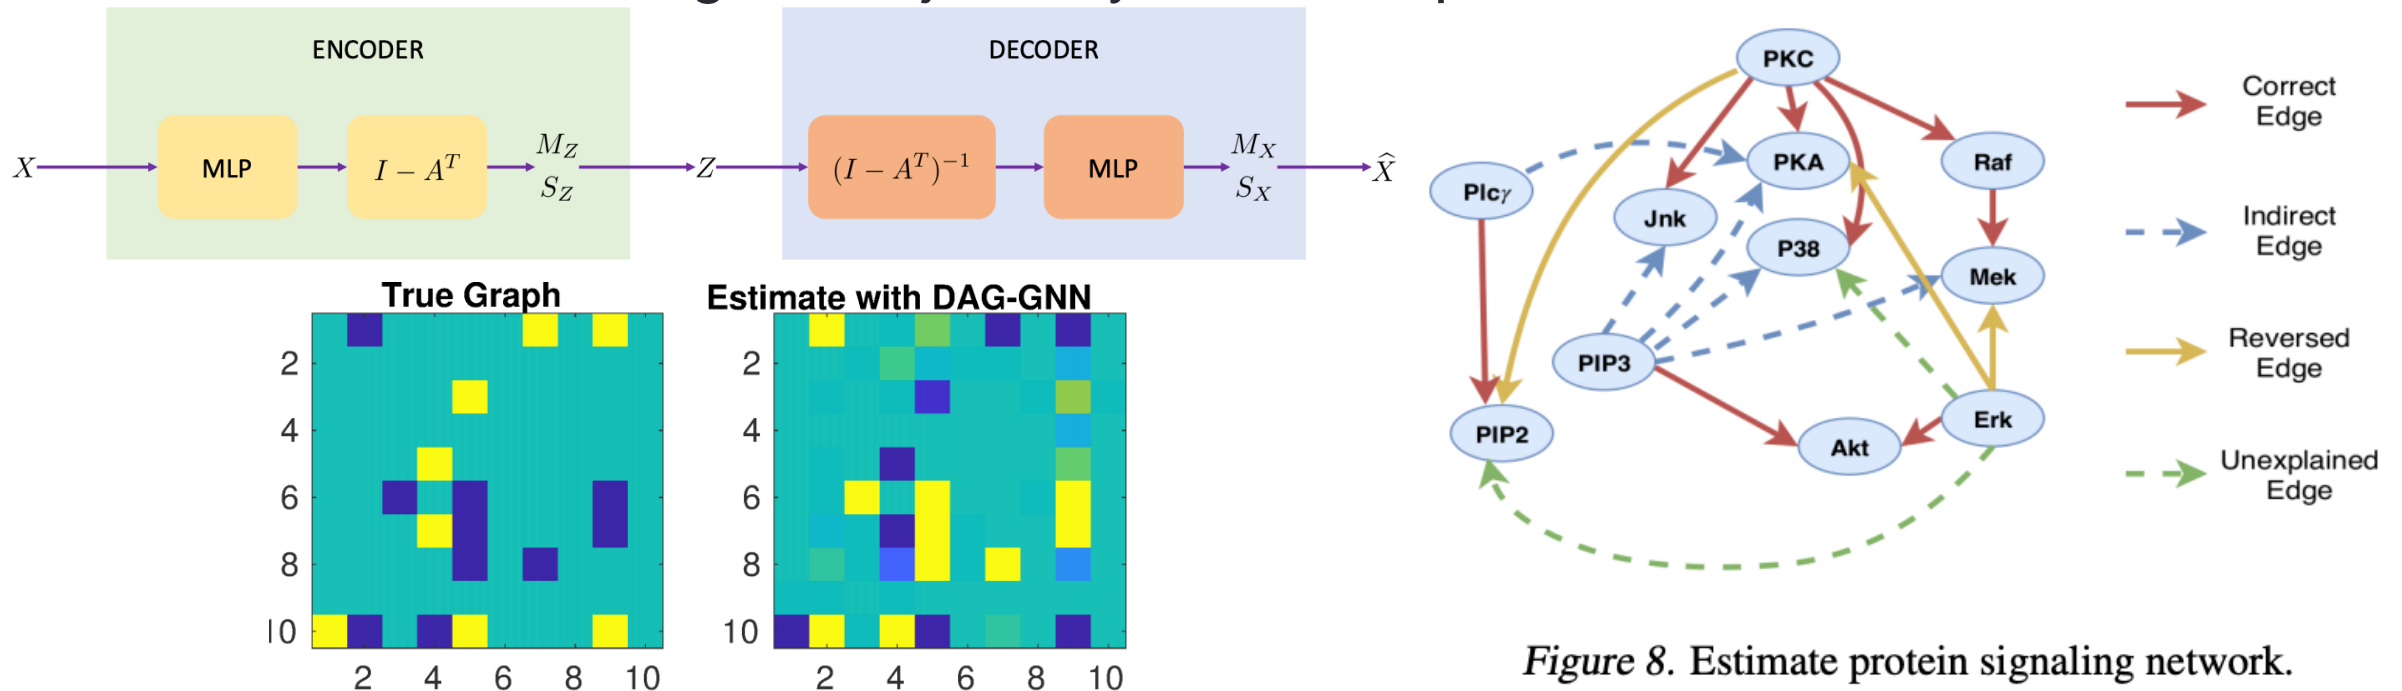 ENCODER
DECODER
X
MLP
I − A^T
M_Z
S_Z
Z
(I − A^T)^{−1}
MLP
M_X
S_X
X̂
True Graph
2
4
6
8
10
2 4 6 8 10
Estimate with DAG-GNN
2
4
6
8
10
2 4 6 8 10
PKC
PKA
Raf
Plcγ
Jnk
P38
Mek
PIP3
PIP2
Akt
Erk
Correct
Edge
Indirect
Edge
Reversed
Edge
Unexplained
Edge
Figure 8. Estimate protein signaling network.